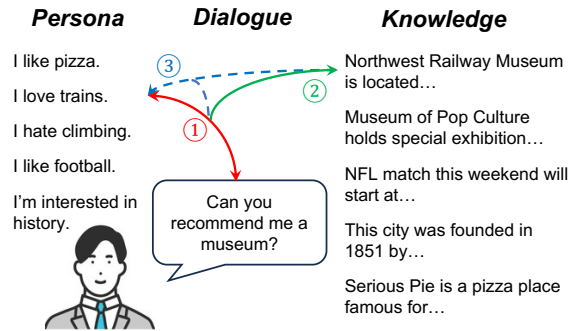 Persona
Dialogue
Knowledge
I like pizza.
I love trains.
I hate climbing.
I like football.
I'm interested in
history.
③
①
②
Can you
recommend me a
museum?
Northwest Railway Museum
is located…
Museum of Pop Culture
holds special exhibition…
NFL match this weekend will
start at…
This city was founded in
1851 by…
Serious Pie is a pizza place
famous for…